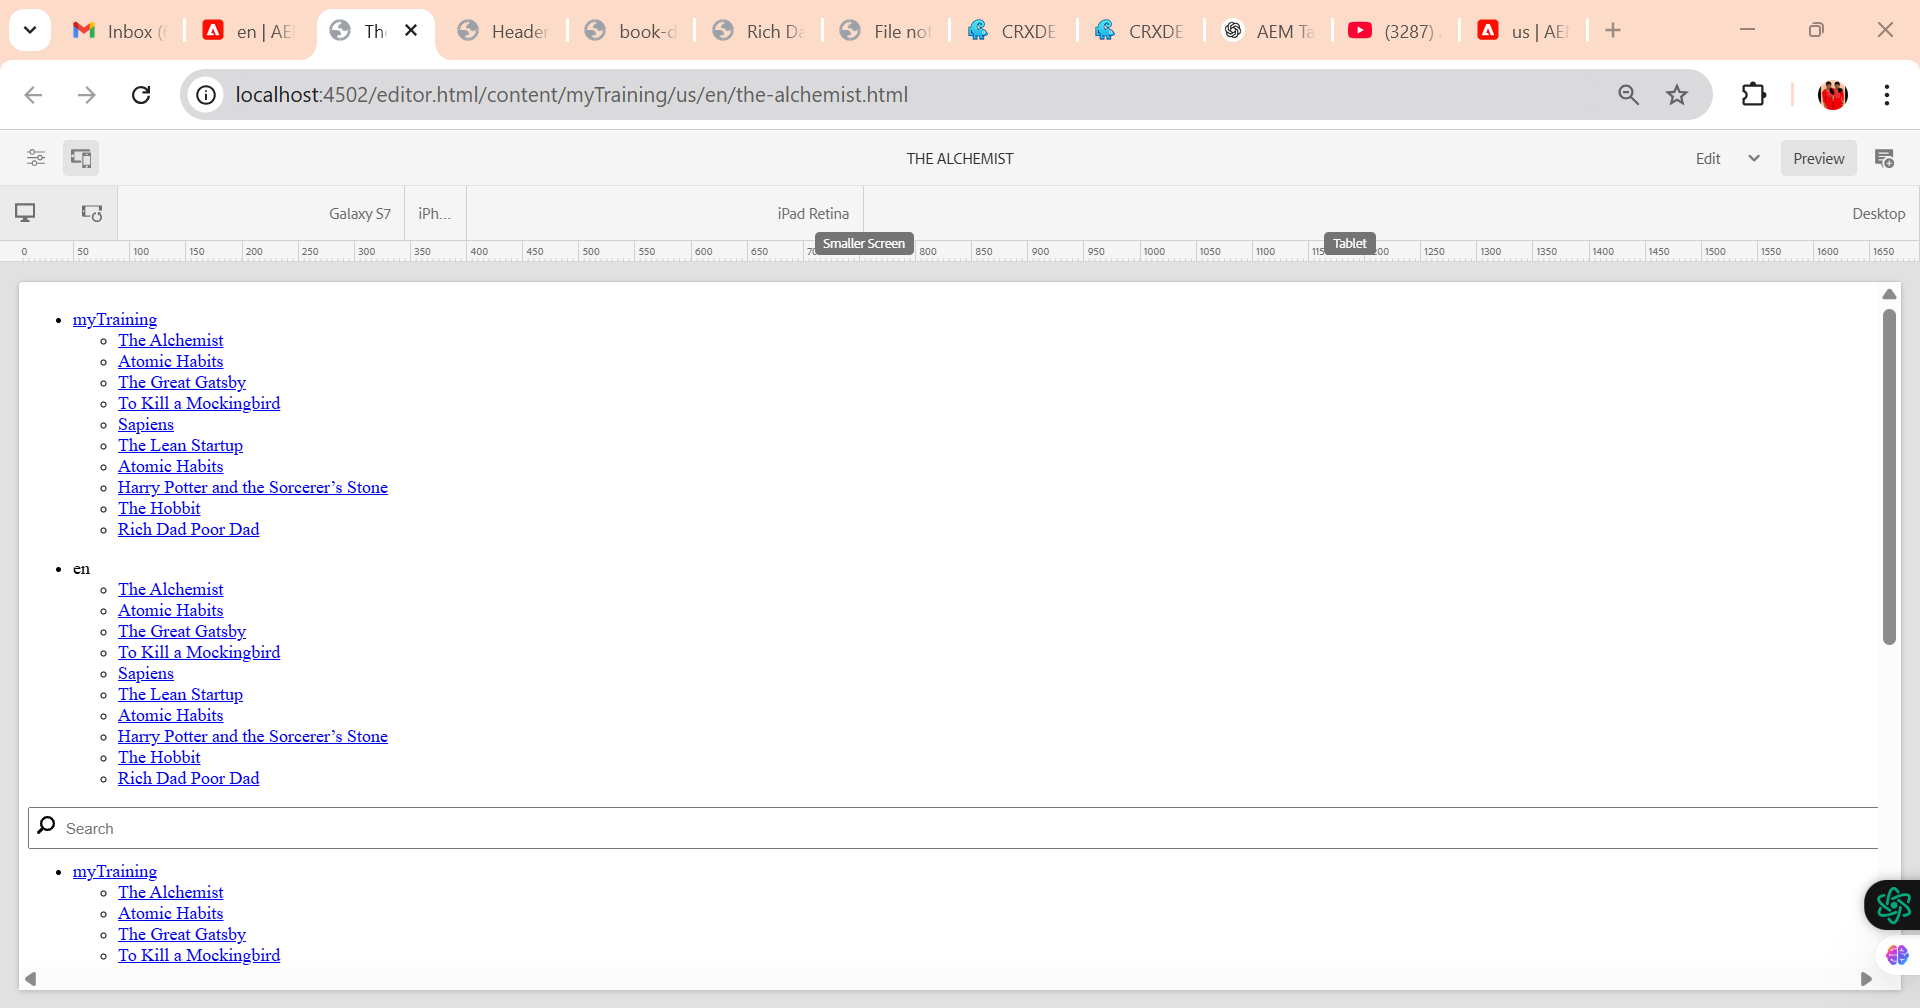 Inbox (
en | AE
Th
Header
book-d
Rich Da
File not
CRXDE
CRXDE
AEM Ta
(3287)
us | AE
localhost:4502/editor.html/content/myTraining/us/en/the-alchemist.html
THE ALCHEMIST
Edit
Preview
Galaxy S7
iPh...
iPad Retina
Desktop
Smaller Screen
Tablet
0 50 100 150 200 250 300 350 400 450 500 550 600 650 800 850 900 950 1000 1050 1100 1250 1300 1350 1400 1450 1500 1550 1600 1650
myTraining
The Alchemist
Atomic Habits
The Great Gatsby
To Kill a Mockingbird
Sapiens
The Lean Startup
Atomic Habits
Harry Potter and the Sorcerer’s Stone
The Hobbit
Rich Dad Poor Dad
en
The Alchemist
Atomic Habits
The Great Gatsby
To Kill a Mockingbird
Sapiens
The Lean Startup
Atomic Habits
Harry Potter and the Sorcerer’s Stone
The Hobbit
Rich Dad Poor Dad
Search
myTraining
The Alchemist
Atomic Habits
The Great Gatsby
To Kill a Mockingbird